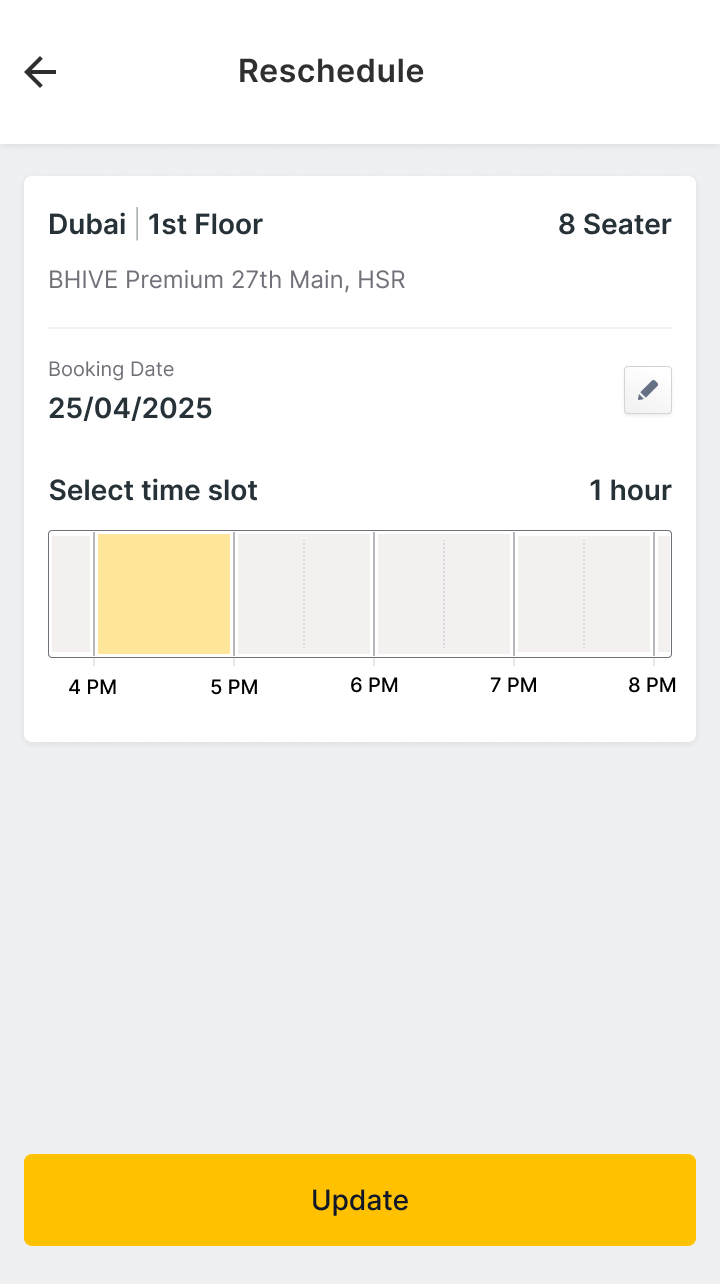 Reschedule
Dubai | 1st Floor 8 Seater
BHIVE Premium 27th Main, HSR
Booking Date
25/04/2025
Select time slot 1 hour
4 PM 5 PM 6 PM 7 PM 8 PM
Update